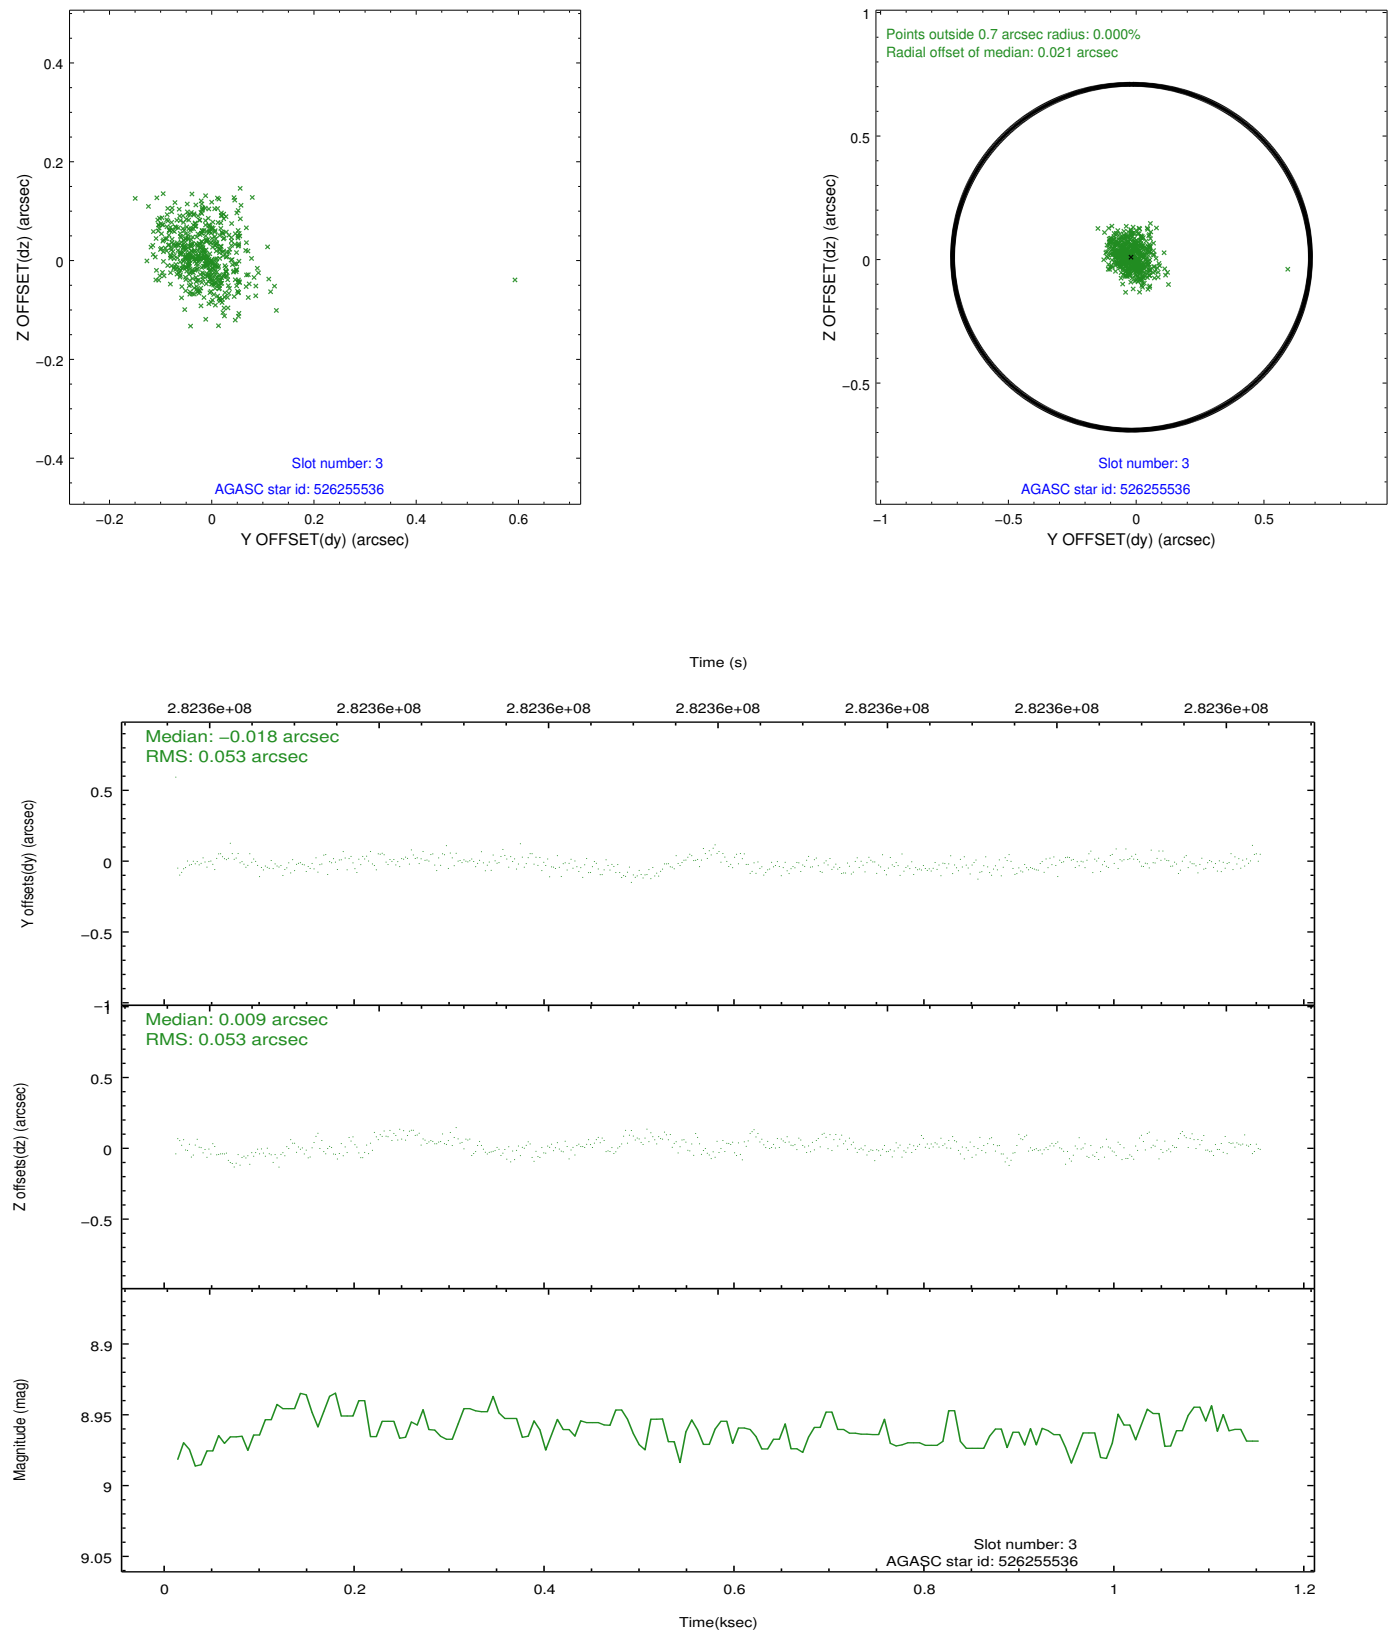 0.4
0.2
0
−0.2
−0.4
Z OFFSET(dz) (arcsec)
Slot number: 3
AGASC star id: 526255536
−0.2 0 0.2 0.4 0.6
Y OFFSET(dy) (arcsec)
1
0.5
0
−0.5
Z OFFSET(dz) (arcsec)
Points outside 0.7 arcsec radius: 0.000%
Radial offset of median: 0.021 arcsec
Slot number: 3
AGASC star id: 526255536
−1 −0.5 0 0.5
Y OFFSET(dy) (arcsec)
Time (s)
2.8236e+08 2.8236e+08 2.8236e+08 2.8236e+08 2.8236e+08 2.8236e+08 2.8236e+08
Median: −0.018 arcsec
RMS: 0.053 arcsec
0.5
0
−0.5
−1
Y offsets(dy) (arcsec)
Median: 0.009 arcsec
RMS: 0.053 arcsec
1
0.5
0
−0.5
Z offsets(dz) (arcsec)
8.9
8.95
9
9.05
Magnitude (mag)
Slot number: 3
AGASC star id: 526255536
0 0.2 0.4 0.6 0.8 1 1.2
Time(ksec)